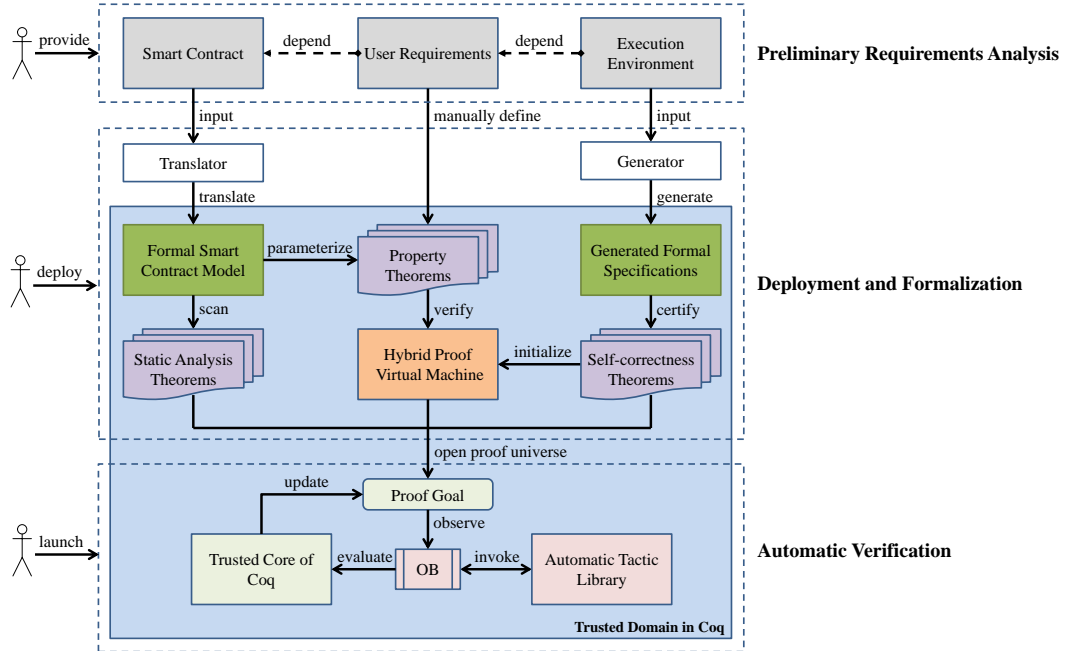 provide
Smart Contract
depend
User Requirements
depend
Execution
Environment
Preliminary Requirements Analysis
input
manually define
input
Translator
Generator
translate
generate
deploy
Formal Smart
Contract Model
parameterize
Property
Theorems
Generated Formal
Specifications
Deployment and Formalization
scan
verify
certify
Static Analysis
Theorems
Hybrid Proof
Virtual Machine
initialize
Self-correctness
Theorems
open proof universe
update
Proof Goal
observe
launch
Trusted Core of
Coq
evaluate
OB
invoke
Automatic Tactic
Library
Automatic Verification
Trusted Domain in Coq